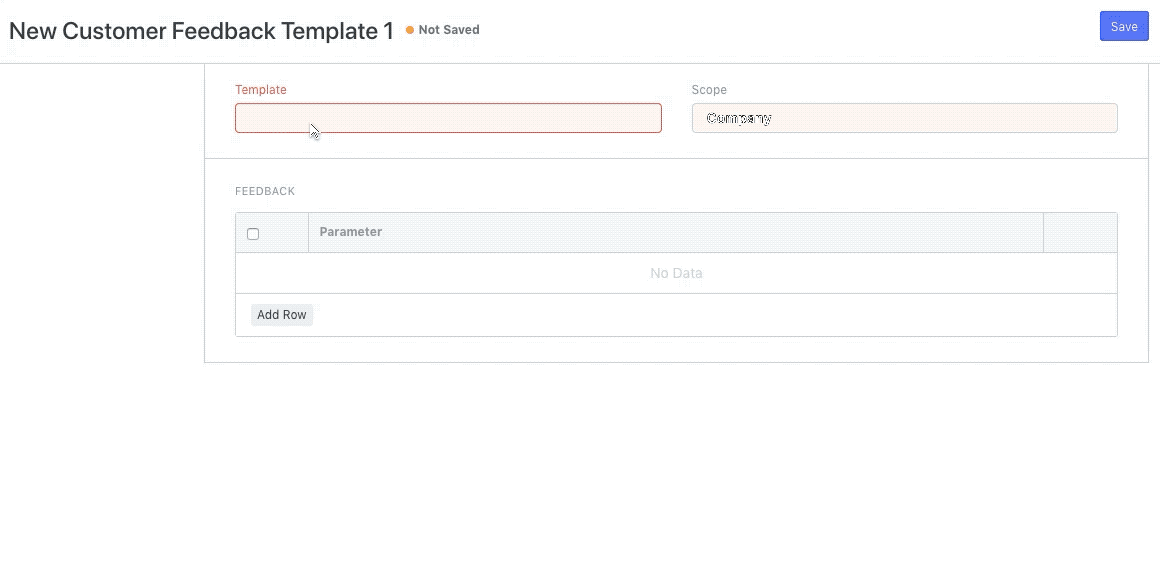 New Customer Feedback Template 1 Not Saved Save
Template Scope
Company
FEEDBACK
Parameter
No Data
Add Row